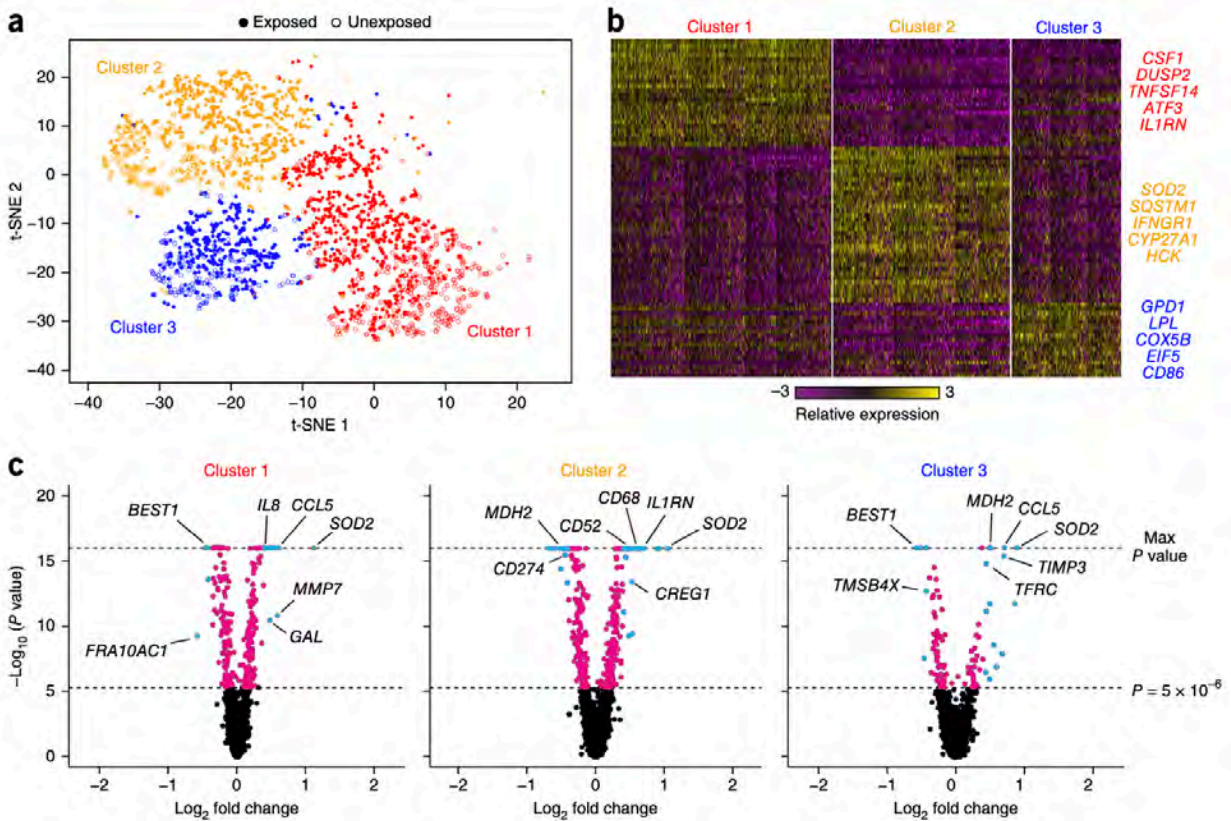 a
● Exposed ○ Unexposed
Cluster 2
Cluster 3
Cluster 1
20
10
0
−10
−20
−30
−40
t-SNE 2
−40 −30 −20 −10 0 10 20
t-SNE 1
b
Cluster 1 Cluster 2 Cluster 3
CSF1
DUSP2
TNFSF14
ATF3
IL1RN
SOD2
SQSTM1
IFNGR1
CYP27A1
HCK
GPD1
LPL
COX5B
EIF5
CD86
−3 3
Relative expression
c
Cluster 1
20
15
10
5
0
−Log10 (P value)
BEST1
IL8
CCL5
SOD2
MMP7
GAL
FRA10AC1
−2 −1 0 1 2
Log2 fold change
Cluster 2
MDH2
CD52
CD68
IL1RN
SOD2
CD274
CREG1
−2 −1 0 1 2
Log2 fold change
Cluster 3
BEST1
MDH2
CCL5
SOD2
TIMP3
TFRC
TMSB4X
−2 −1 0 1 2
Log2 fold change
Max
P value
P = 5 × 10−6